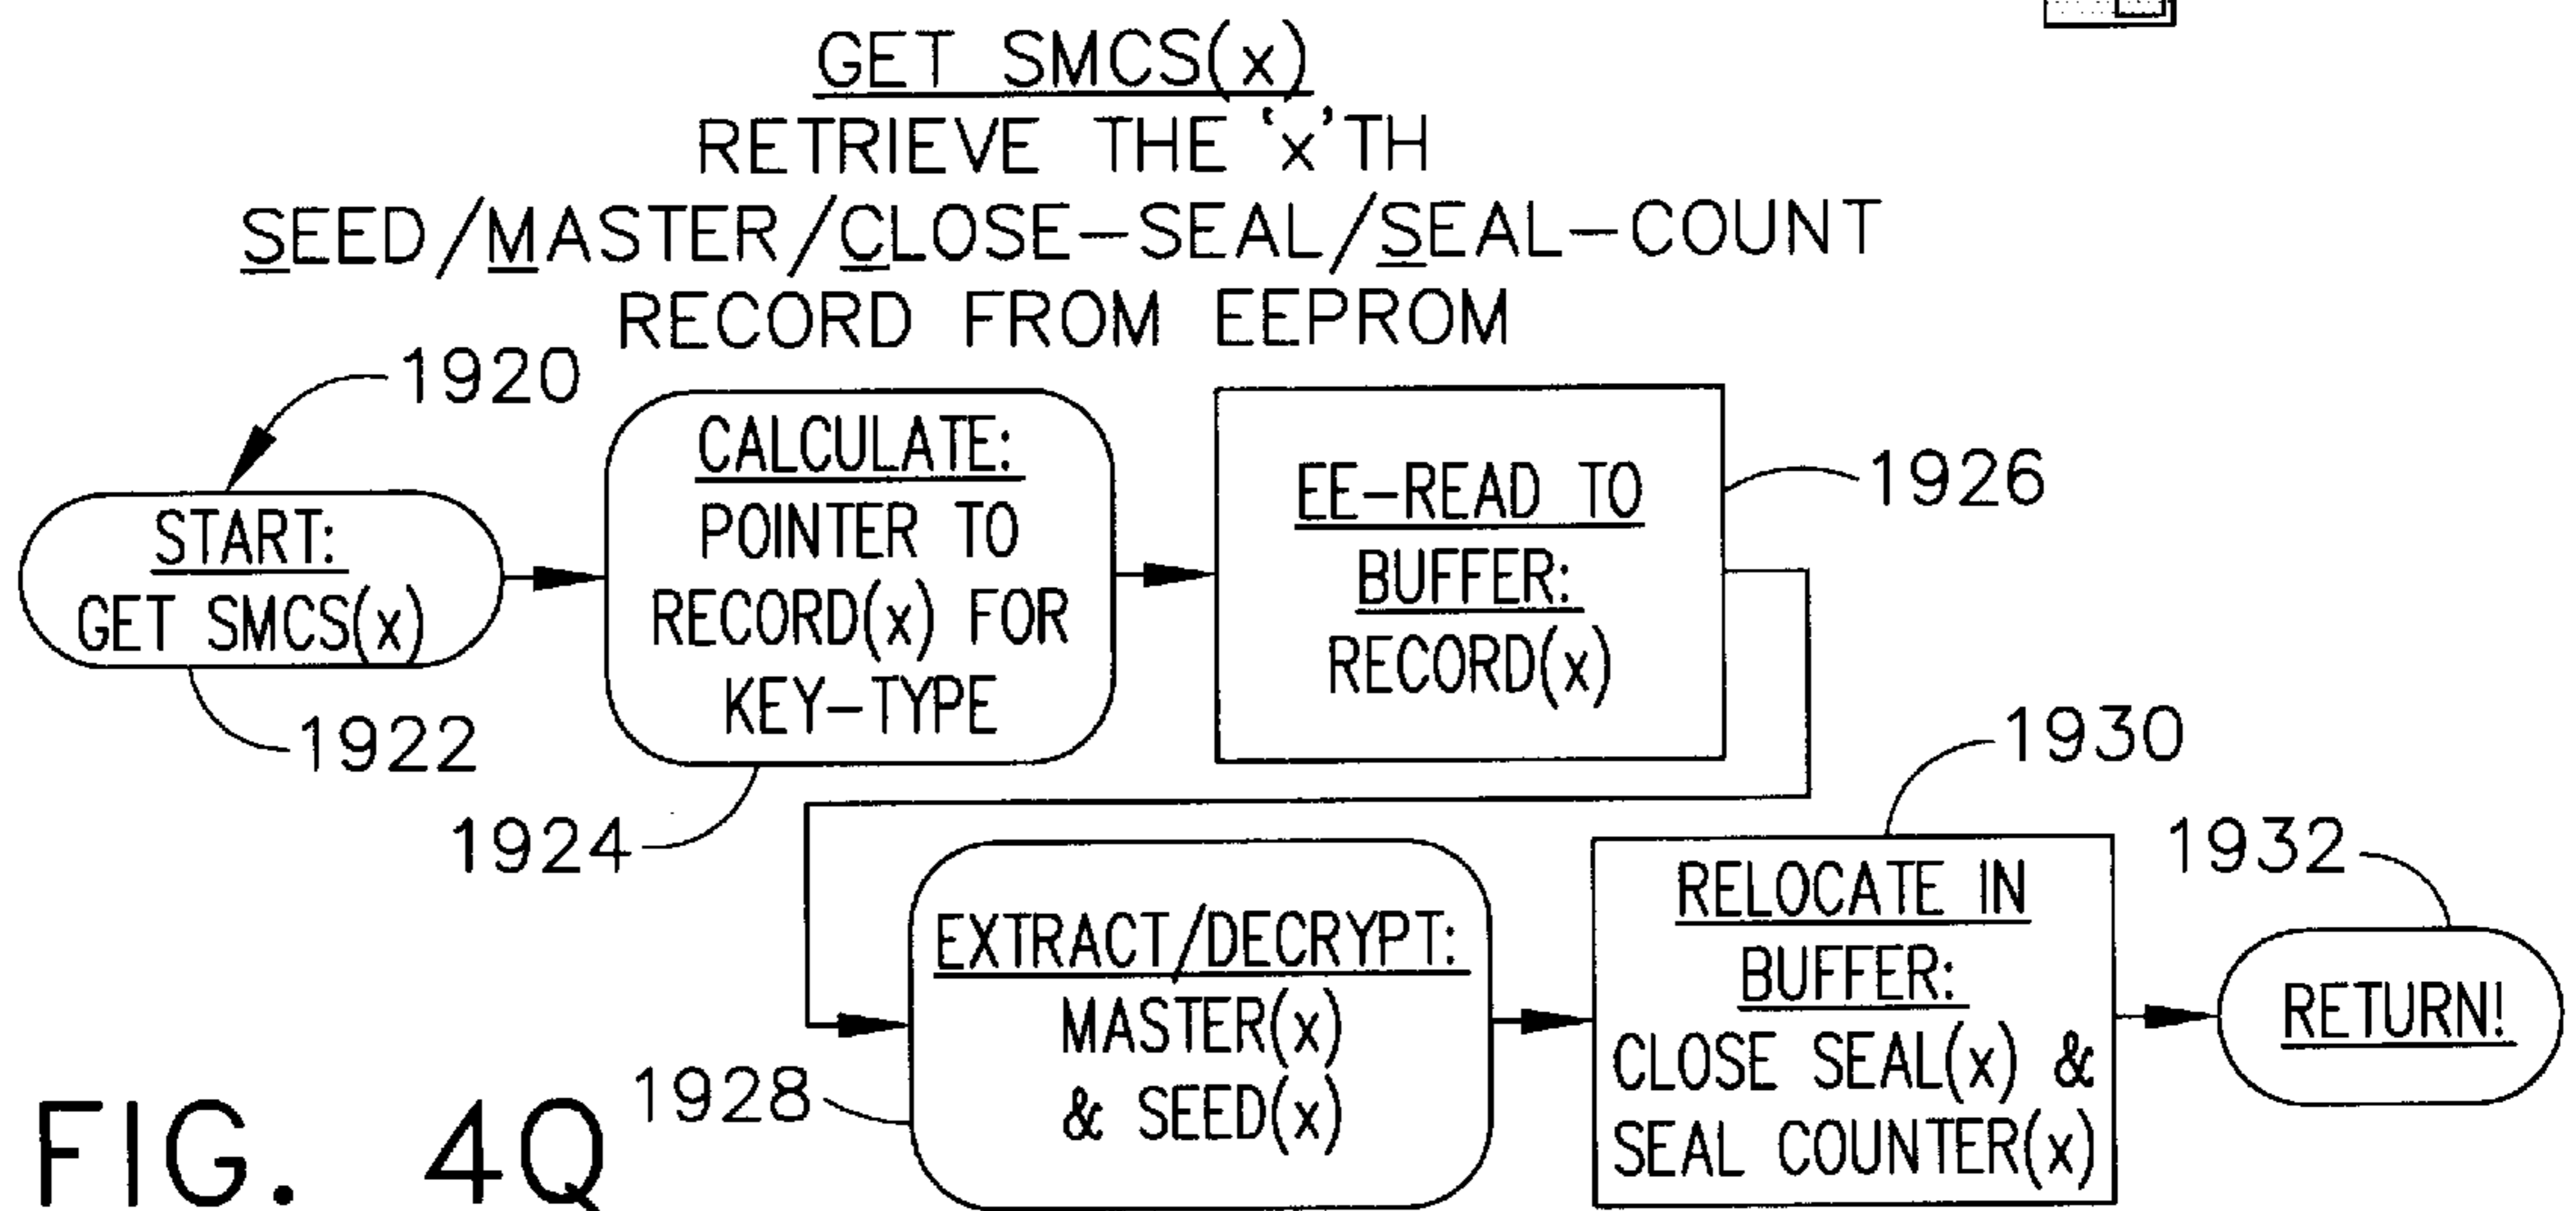 GET SMCS(x)
RETRIEVE THE 'x'TH
SEED/MASTER/CLOSE-SEAL/SEAL-COUNT
RECORD FROM EEPROM
1920
START:
GET SMCS(x)
1922
CALCULATE:
POINTER TO
RECORD(x) FOR
KEY-TYPE
1924
EE-READ TO
BUFFER:
RECORD(x)
1926
EXTRACT/DECRYPT:
MASTER(x)
& SEED(x)
1928
RELOCATE IN
BUFFER:
CLOSE SEAL(x) &
SEAL COUNTER(x)
1930
RETURN!
1932
FIG. 4Q